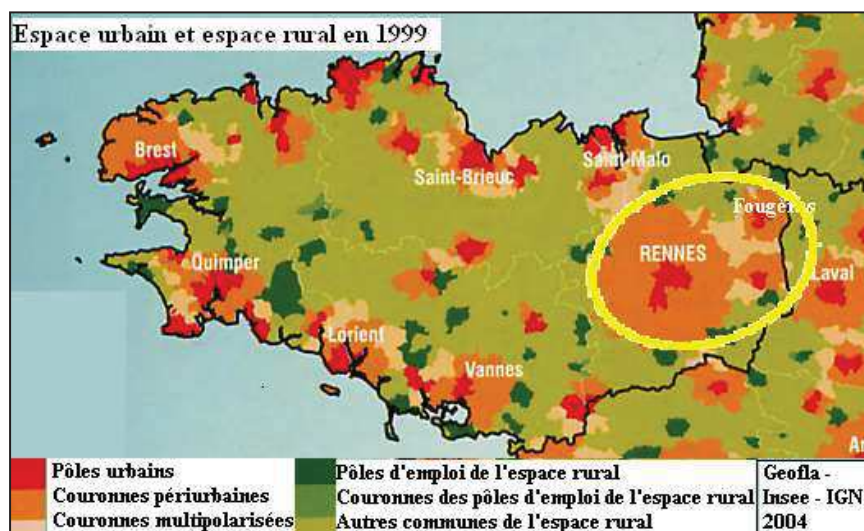 Espace urbain et espace rural en 1999
Brest
Saint-Brieuc
Saint-Malo
Fougères
RENNES
Laval
Quimper
Lorient
Vannes
Pôles urbains
Couronnes périurbaines
Couronnes multipolarisées
Pôles d'emploi de l'espace rural
Couronnes des pôles d'emploi de l'espace rural
Autres communes de l'espace rural
Geofla -
Insee - IGN
2004